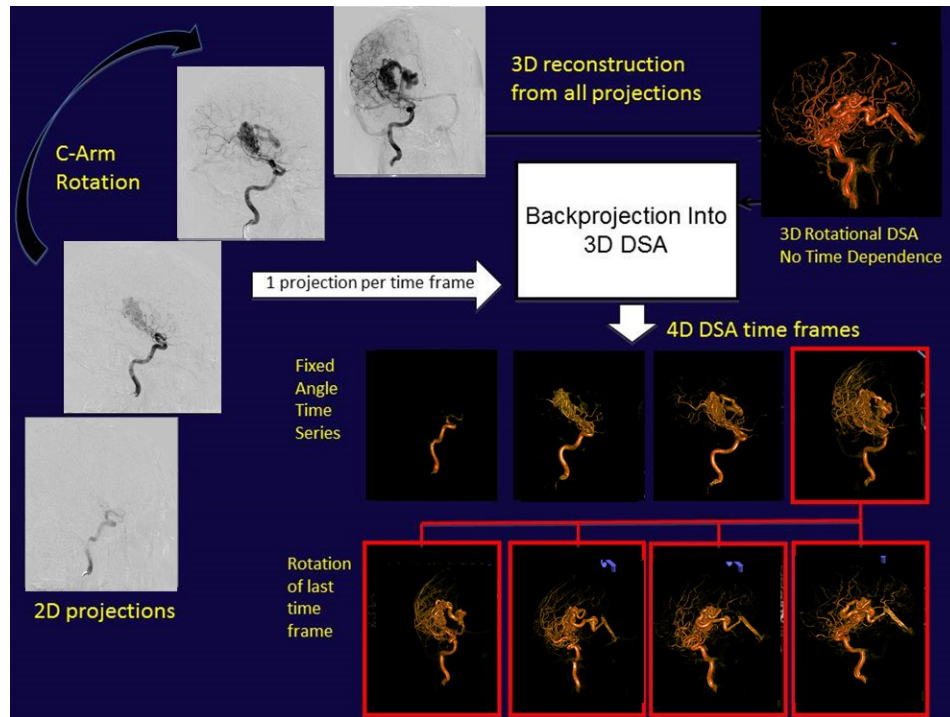 3D reconstruction
from all projections
C-Arm
Rotation
Backprojection Into
3D DSA
3D Rotational DSA
No Time Dependence
1 projection per time frame
4D DSA time frames
Fixed
Angle
Time
Series
Rotation
of last
time
frame
2D projections